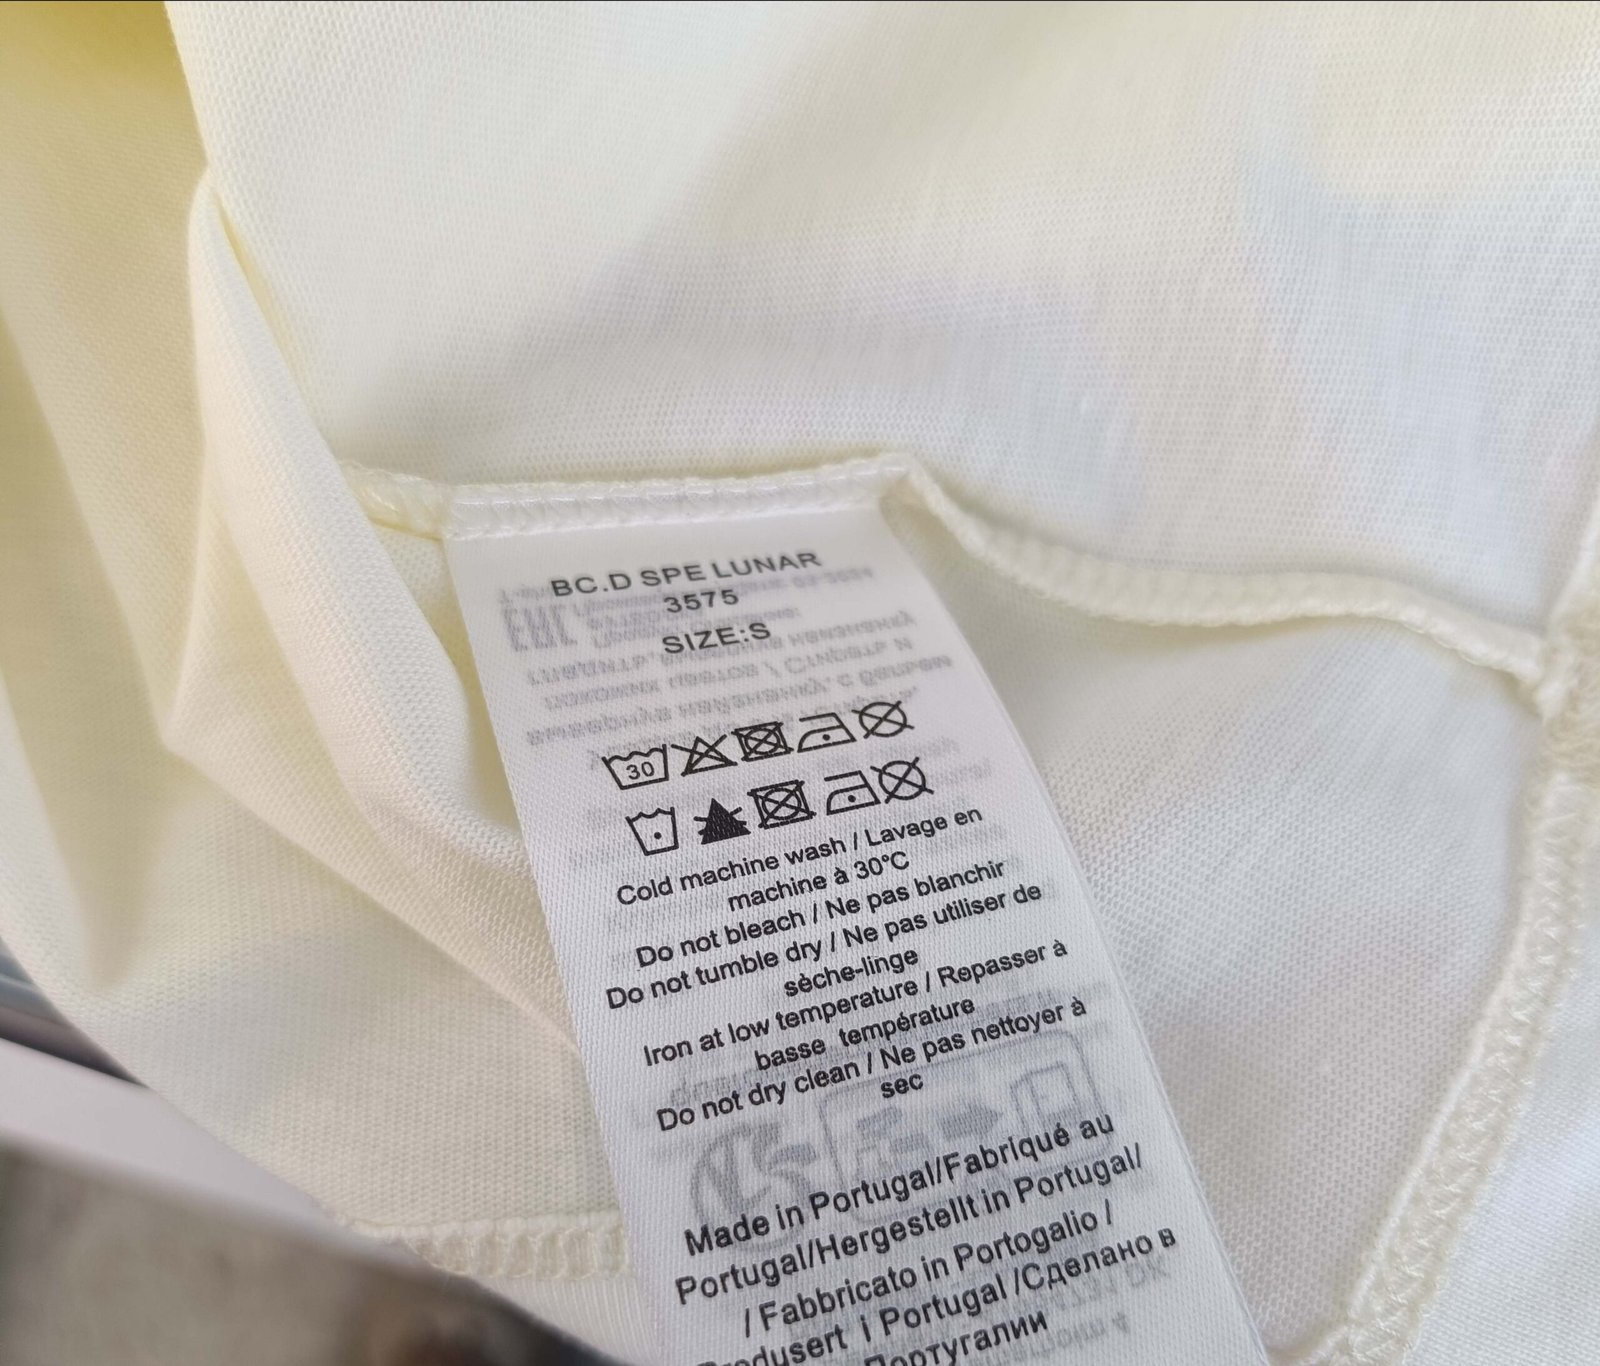 BC.D SPE LUNAR
3575
SIZE:S
30
Cold machine wash / Lavage en
machine à 30°C
Do not bleach / Ne pas blanchir
Do not tumble dry / Ne pas utiliser de
sèche-linge
Iron at low temperature / Repasser à
basse température
Do not dry clean / Ne pas nettoyer à
sec
Made in Portugal/Fabriqué au
Portugal/Hergestellt in Portugal/
/ Fabbricato in Portogalio /
Produsert i Portugal /Сделано в
Португалии